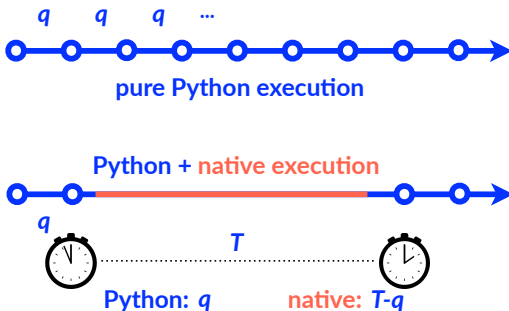 q q q ...
pure Python execution
Python + native execution
q
T
Python: q native: T-q